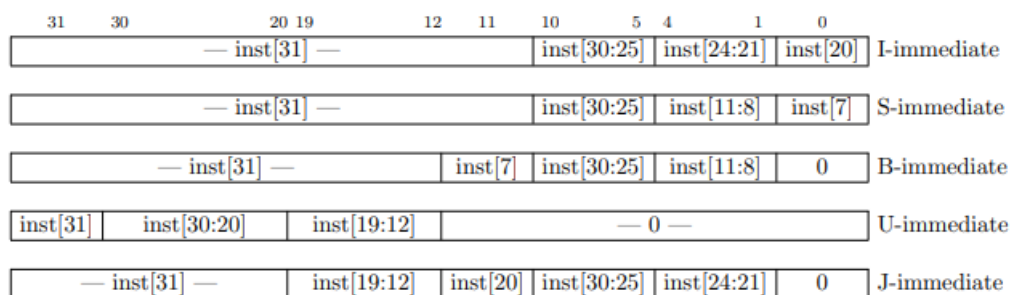 31 30 20 19 12 11 10 5 4 1 0
— inst[31] — inst[30:25] inst[24:21] inst[20] I-immediate
— inst[31] — inst[30:25] inst[11:8] inst[7] S-immediate
— inst[31] — inst[7] inst[30:25] inst[11:8] 0 B-immediate
inst[31] inst[30:20] inst[19:12] — 0 — U-immediate
— inst[31] — inst[19:12] inst[20] inst[30:25] inst[24:21] 0 J-immediate